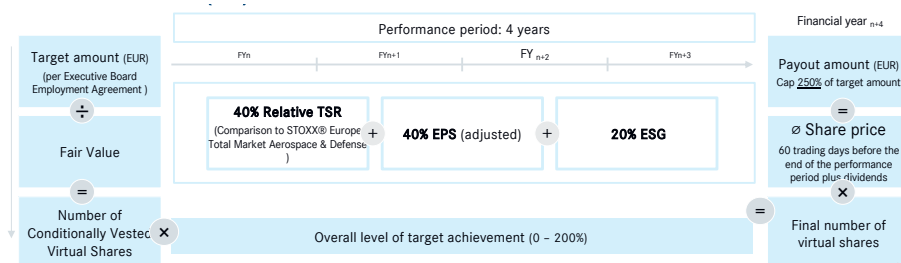 Performance period: 4 years
Financial year n+4
Target amount (EUR)
(per Executive Board
Employment Agreement )
FYn
FYn+1
FY n+2
FYn+3
Payout amount (EUR)
Cap 250% of target amount
÷
=
40% Relative TSR
(Comparison to STOXX® Europe
Total Market Aerospace & Defense
)
+
40% EPS (adjusted)
+
20% ESG
Fair Value
ø Share price
60 trading days before the
end of the performance
period plus dividends
=
×
Number of
Conditionally Vested
Virtual Shares
×
Overall level of target achievement (0 – 200%)
=
Final number of
virtual shares